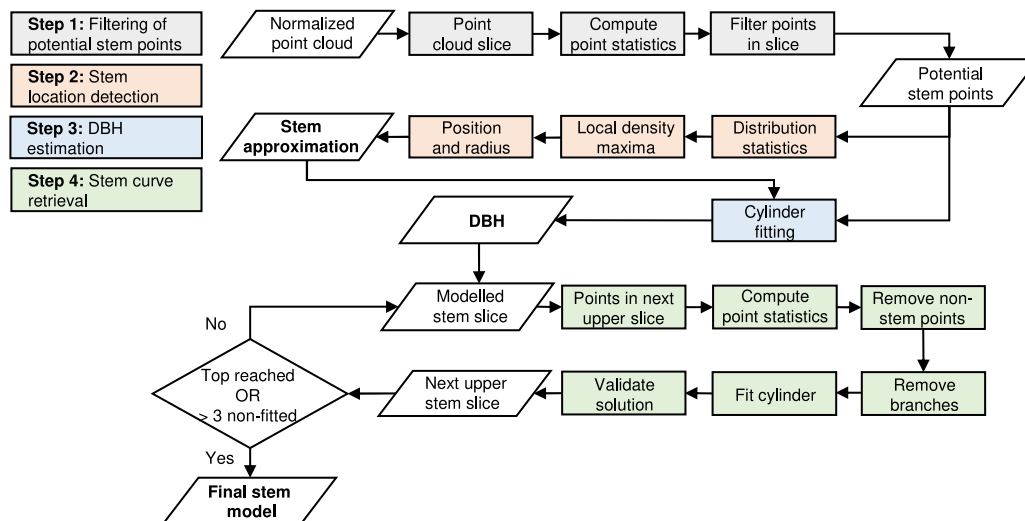 Step 1: Filtering of
potential stem points
Step 2: Stem
location detection
Step 3: DBH
estimation
Step 4: Stem curve
retrieval
Normalized
point cloud
Point
cloud slice
Compute
point statistics
Filter points
in slice
Potential
stem points
Distribution
statistics
Local density
maxima
Position
and radius
Stem
approximation
Cylinder
fitting
DBH
Modelled
stem slice
Points in next
upper slice
Compute
point statistics
Remove non-
stem points
Remove
branches
Fit cylinder
Validate
solution
Next upper
stem slice
No
Top reached
OR
> 3 non-fitted
Yes
Final stem
model